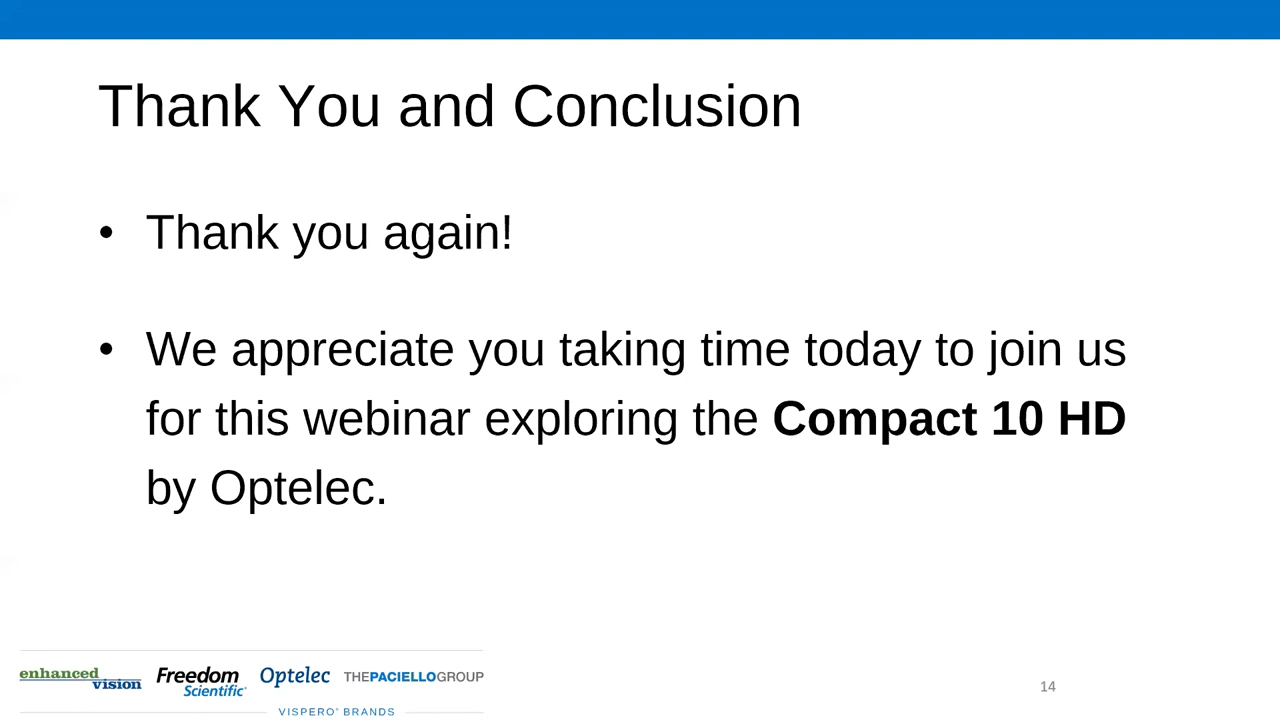 Thank You and Conclusion
• Thank you again!
• We appreciate you taking time today to join us
for this webinar exploring the Compact 10 HD
by Optelec.
enhanced
vision
Freedom
Scientific®
Optelec
THEPACIELLOGROUP
VISPERO® BRANDS
14